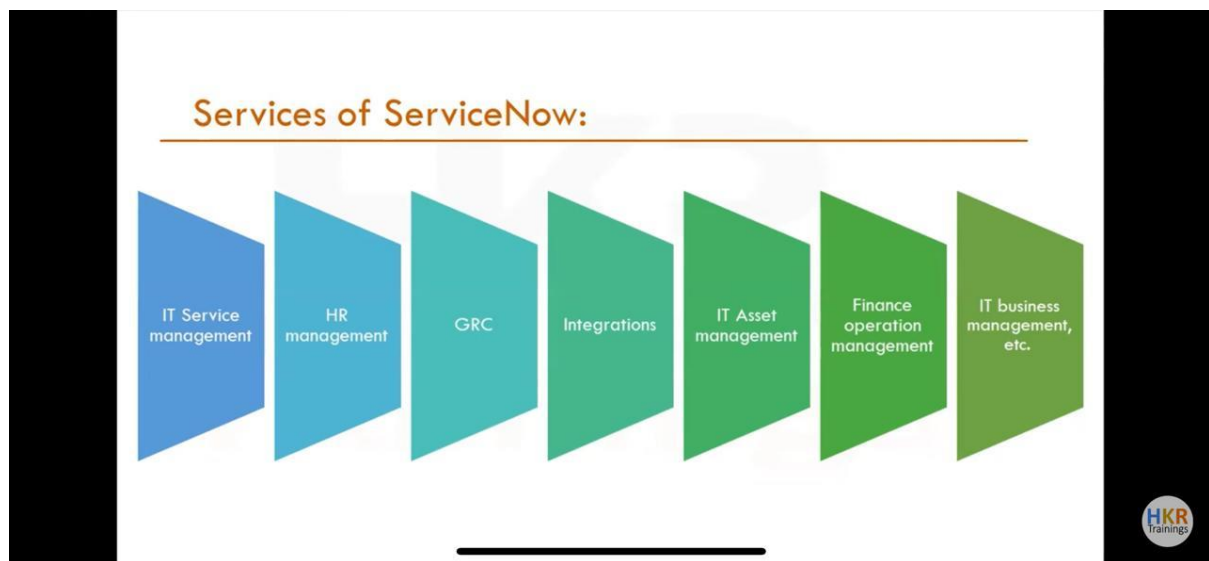 Services of ServiceNow:
IT Service
management
HR
management
GRC
Integrations
IT Asset
management
Finance
operation
management
IT business
management,
etc.
HKR
Trainings